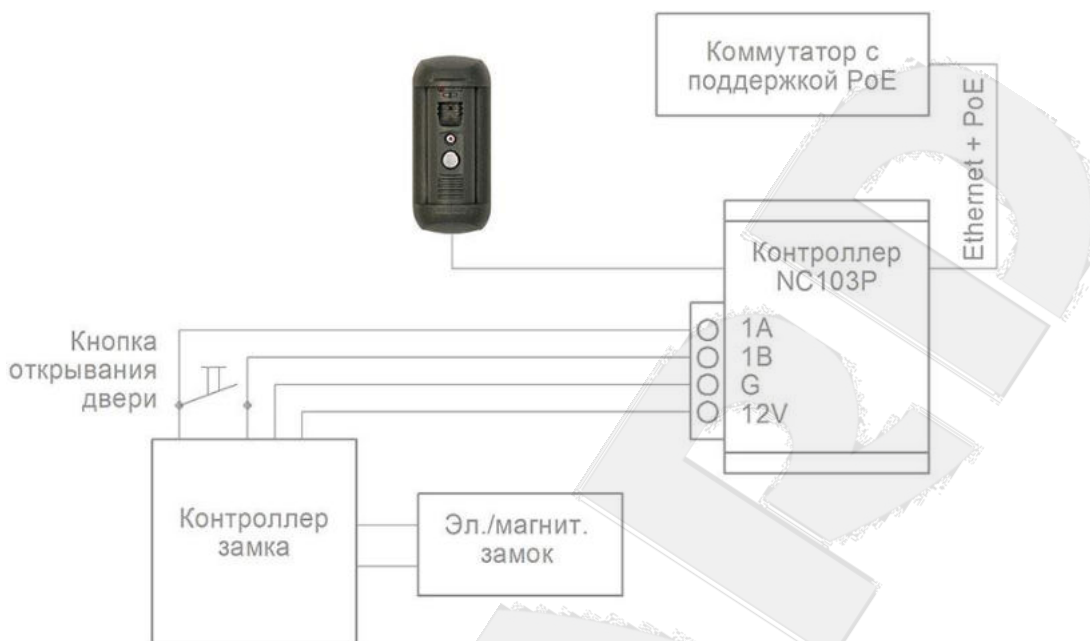 Коммутатор с
поддержкой PoE
Ethernet + PoE
Контроллер
NC103P
1A
1B
G
12V
Кнопка
открывания
двери
Контроллер
замка
Эл./магнит.
замок